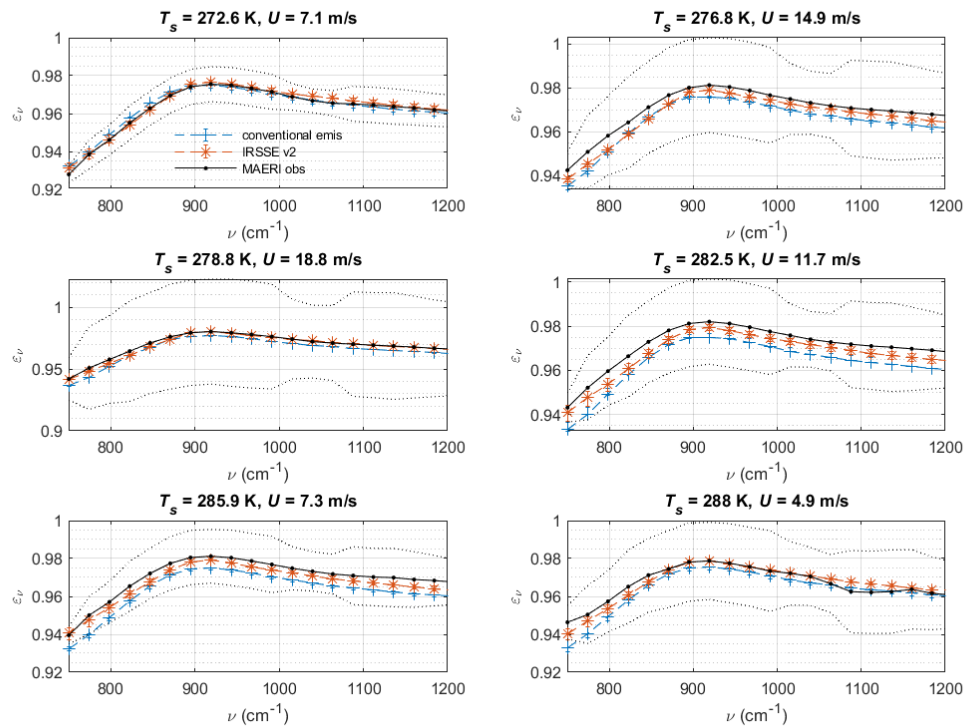 T_s = 272.6 K, U = 7.1 m/s
1
0.98
0.96
0.94
0.92
ε_ν
conventional emis
IRSSE v2
MAERI obs
800 900 1000 1100 1200
ν (cm⁻¹)
T_s = 276.8 K, U = 14.9 m/s
1
0.98
0.96
0.94
ε_ν
800 900 1000 1100 1200
ν (cm⁻¹)
T_s = 278.8 K, U = 18.8 m/s
1
0.95
0.9
ε_ν
800 900 1000 1100 1200
ν (cm⁻¹)
T_s = 282.5 K, U = 11.7 m/s
1
0.98
0.96
0.94
ε_ν
800 900 1000 1100 1200
ν (cm⁻¹)
T_s = 285.9 K, U = 7.3 m/s
1
0.98
0.96
0.94
0.92
ε_ν
800 900 1000 1100 1200
ν (cm⁻¹)
T_s = 288 K, U = 4.9 m/s
1
0.98
0.96
0.94
0.92
ε_ν
800 900 1000 1100 1200
ν (cm⁻¹)